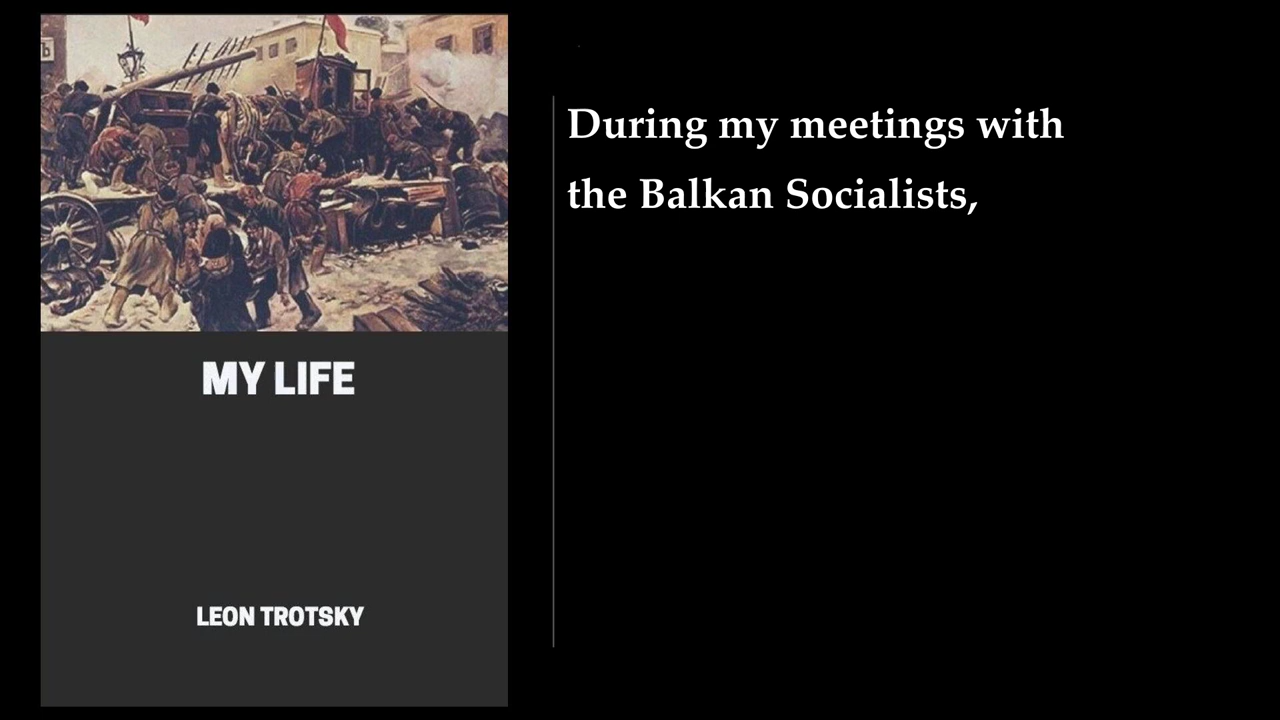 MY LIFE
LEON TROTSKY
During my meetings with
the Balkan Socialists,